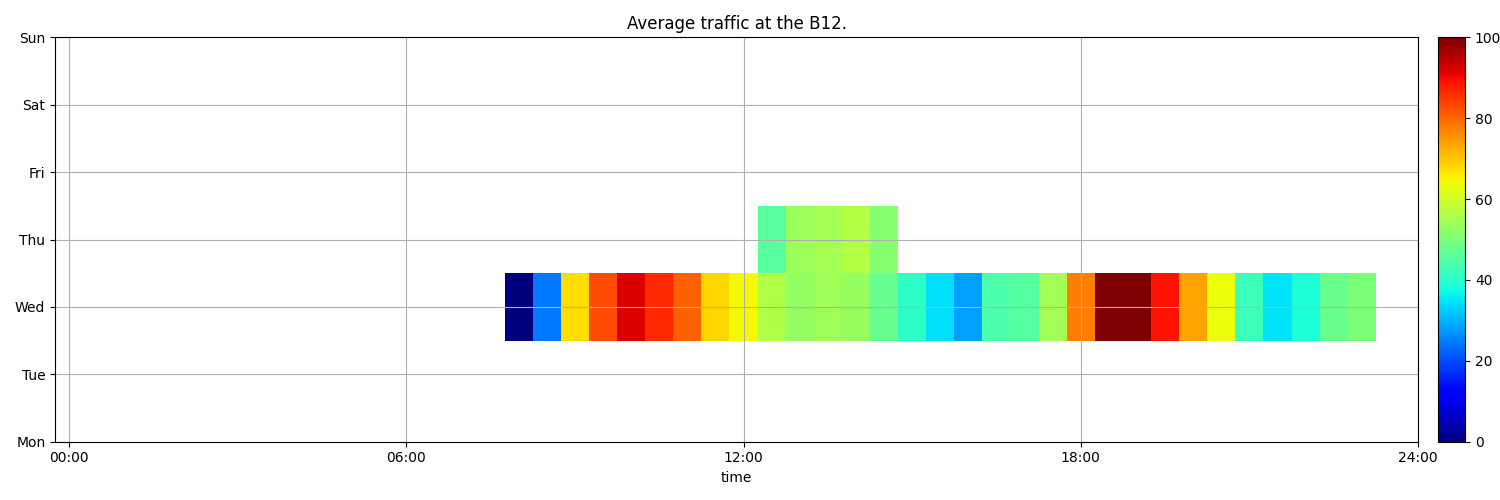 Average traffic at the B12.
Sun
Sat
Fri
Thu
Wed
Tue
Mon
00:00 06:00 12:00 18:00 24:00
time
100
80
60
40
20
0